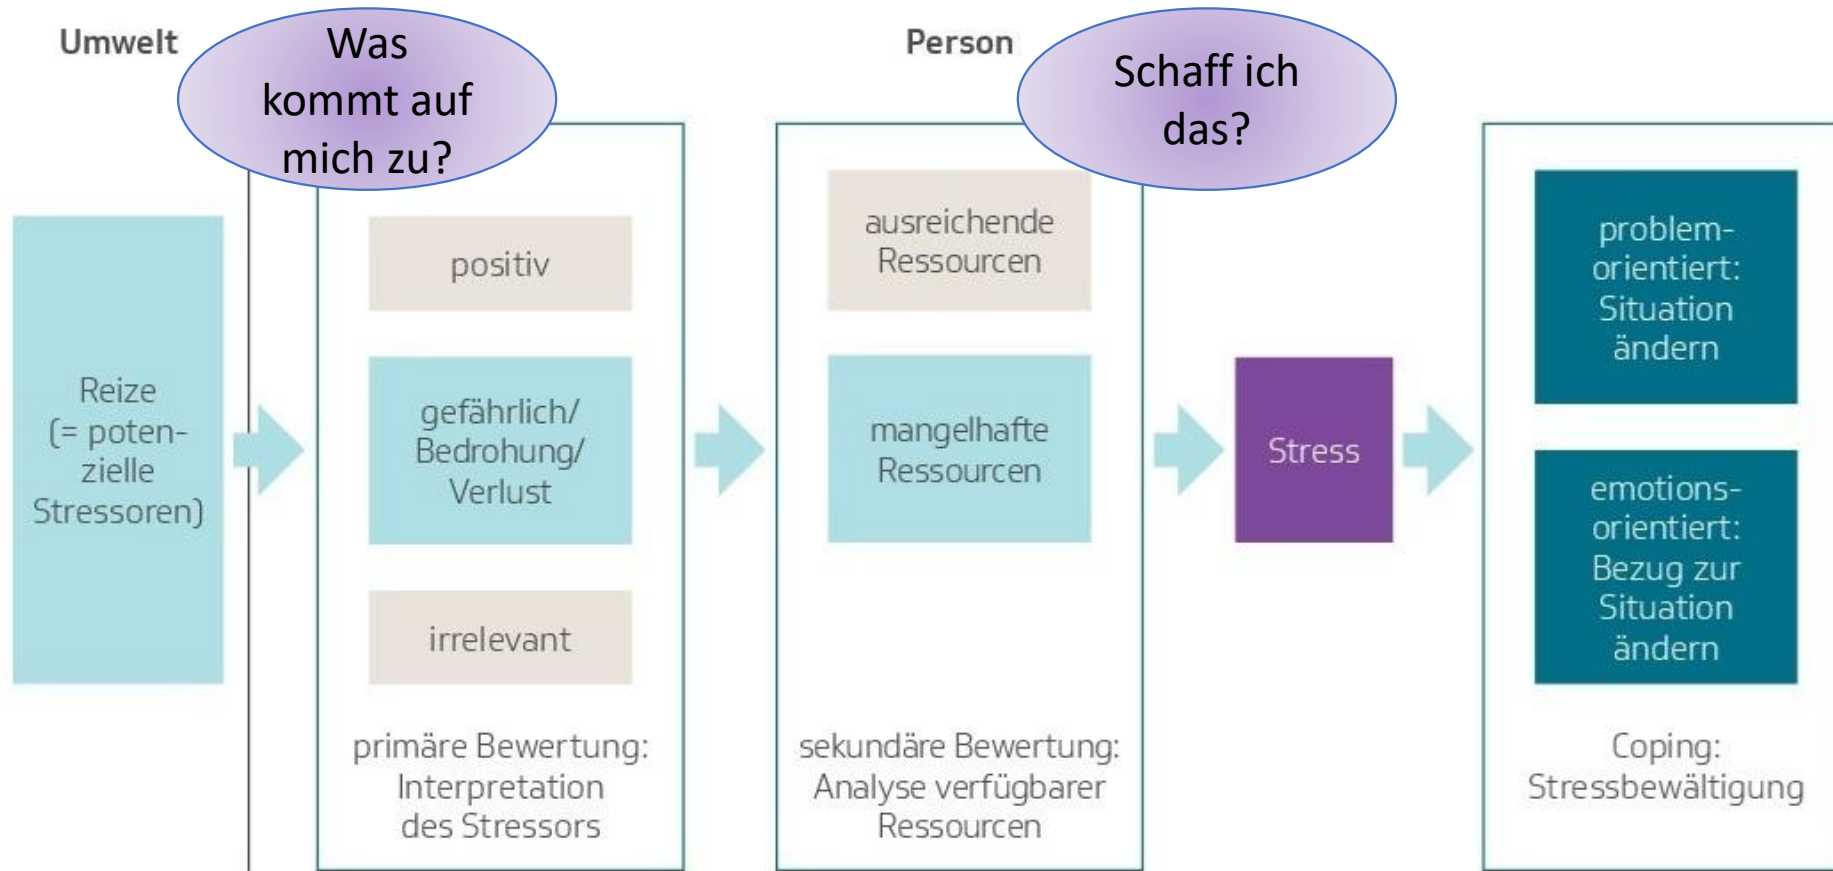 Umwelt
Was
kommt auf
mich zu?
Person
Schaff ich
das?
Reize
(= poten-
zielle
Stressoren)
positiv
gefährlich/
Bedrohung/
Verlust
irrelevant
primäre Bewertung:
Interpretation
des Stressors
ausreichende
Ressourcen
mangelhafte
Ressourcen
sekundäre Bewertung:
Analyse verfügbarer
Ressourcen
Stress
problem-
orientiert:
Situation
ändern
emotions-
orientiert:
Bezug zur
Situation
ändern
Coping:
Stressbewältigung